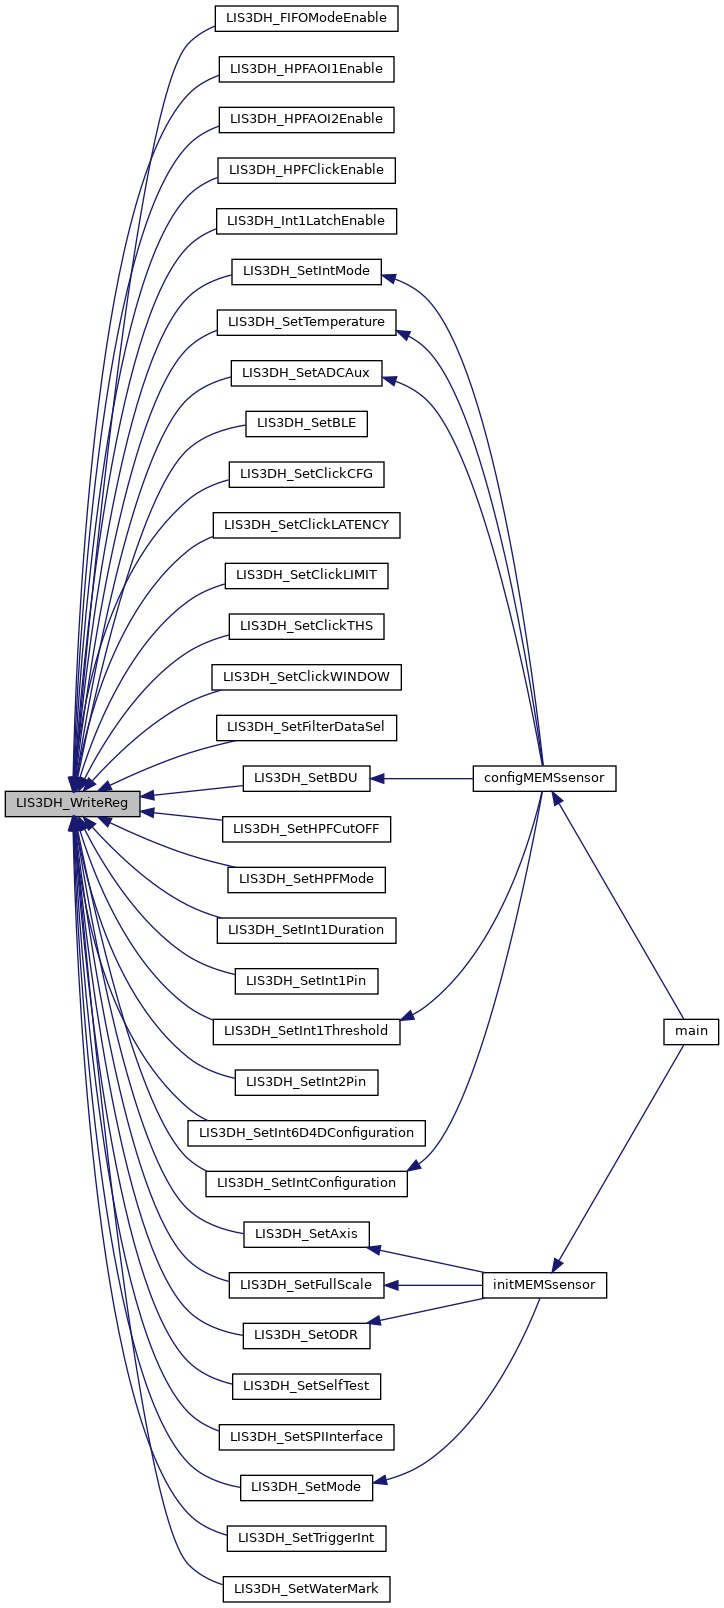 LIS3DH_FIFOModeEnable
LIS3DH_HPFAOI1Enable
LIS3DH_HPFAOI2Enable
LIS3DH_HPFClickEnable
LIS3DH_Int1LatchEnable
LIS3DH_SetIntMode
LIS3DH_SetTemperature
LIS3DH_SetADCAux
LIS3DH_SetBLE
LIS3DH_SetClickCFG
LIS3DH_SetClickLATENCY
LIS3DH_SetClickLIMIT
LIS3DH_SetClickTHS
LIS3DH_SetClickWINDOW
LIS3DH_SetFilterDataSel
LIS3DH_SetBDU
configMEMSsensor
LIS3DH_WriteReg
LIS3DH_SetHPFCutOFF
LIS3DH_SetHPFMode
LIS3DH_SetInt1Duration
LIS3DH_SetInt1Pin
LIS3DH_SetInt1Threshold
main
LIS3DH_SetInt2Pin
LIS3DH_SetInt6D4DConfiguration
LIS3DH_SetIntConfiguration
LIS3DH_SetAxis
LIS3DH_SetFullScale
initMEMSsensor
LIS3DH_SetODR
LIS3DH_SetSelfTest
LIS3DH_SetSPIInterface
LIS3DH_SetMode
LIS3DH_SetTriggerInt
LIS3DH_SetWaterMark